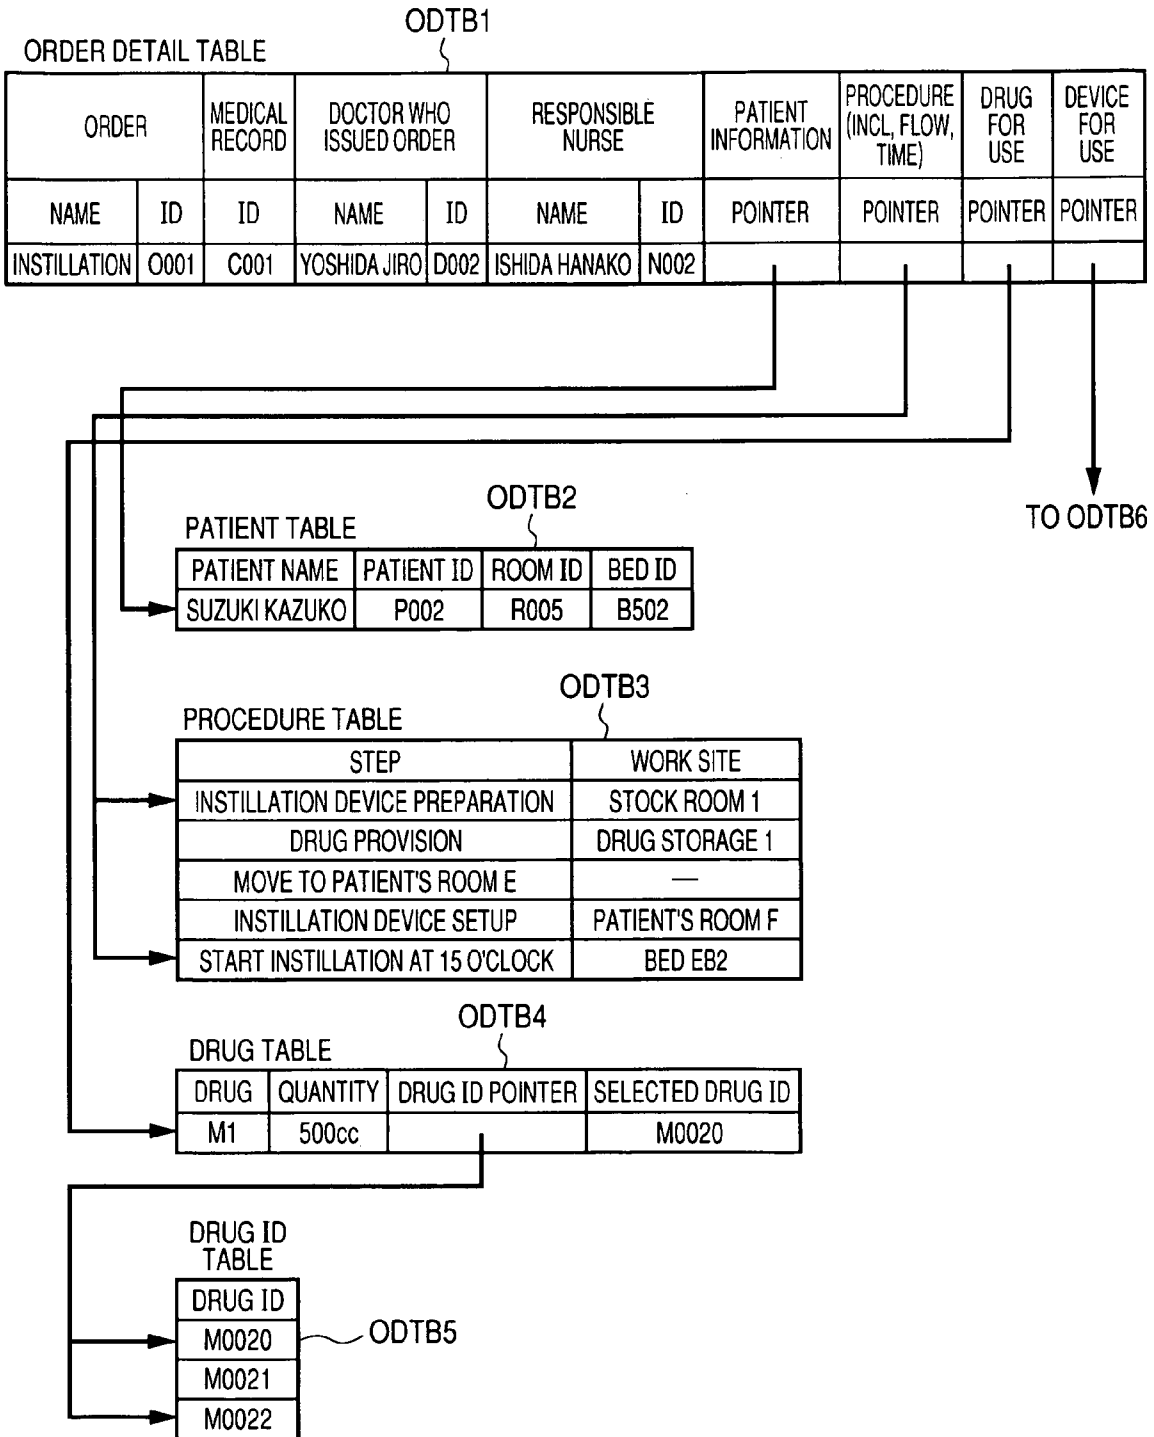 ODTB1
ORDER DETAIL TABLE
ORDER MEDICAL RECORD DOCTOR WHO ISSUED ORDER RESPONSIBLE NURSE PATIENT INFORMATION PROCEDURE (INCL, FLOW, TIME) DRUG FOR USE DEVICE FOR USE
NAME ID ID NAME ID NAME ID POINTER POINTER POINTER POINTER
INSTILLATION O001 C001 YOSHIDA JIRO D002 ISHIDA HANAKO N002
TO ODTB6
ODTB2
PATIENT TABLE
PATIENT NAME PATIENT ID ROOM ID BED ID
SUZUKI KAZUKO P002 R005 B502
ODTB3
PROCEDURE TABLE
STEP WORK SITE
INSTILLATION DEVICE PREPARATION STOCK ROOM 1
DRUG PROVISION DRUG STORAGE 1
MOVE TO PATIENT'S ROOM E —
INSTILLATION DEVICE SETUP PATIENT'S ROOM F
START INSTILLATION AT 15 O'CLOCK BED EB2
ODTB4
DRUG TABLE
DRUG QUANTITY DRUG ID POINTER SELECTED DRUG ID
M1 500cc M0020
DRUG ID
TABLE
DRUG ID
M0020 ODTB5
M0021
M0022